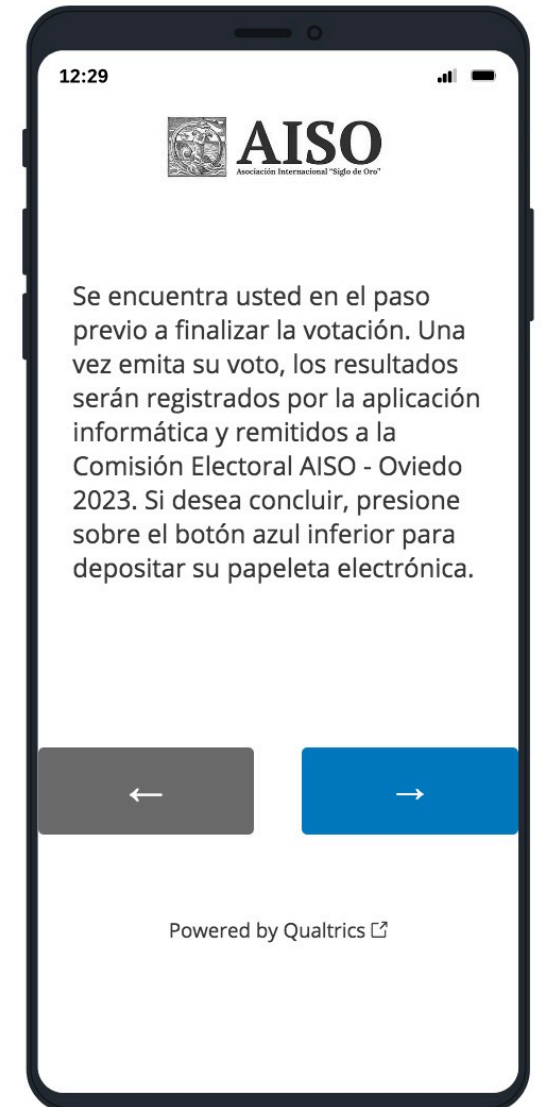 12:29
AISO
Asociación Internacional "Siglo de Oro"
Se encuentra usted en el paso
previo a finalizar la votación. Una
vez emita su voto, los resultados
serán registrados por la aplicación
informática y remitidos a la
Comisión Electoral AISO - Oviedo
2023. Si desea concluir, presione
sobre el botón azul inferior para
depositar su papeleta electrónica.
← →
Powered by Qualtrics